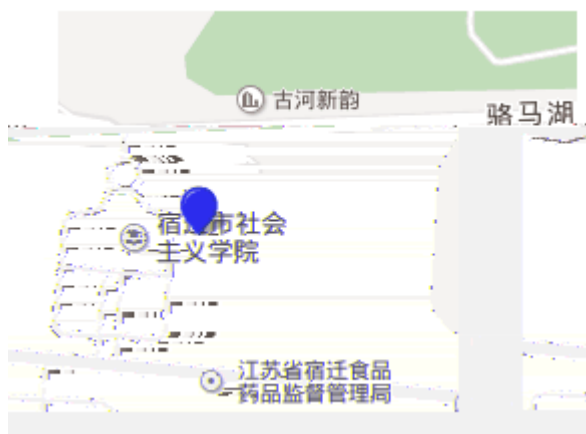 古河新韵
骆马湖
宿迁市社会
主义学院
江苏省宿迁食品
药品监督管理局